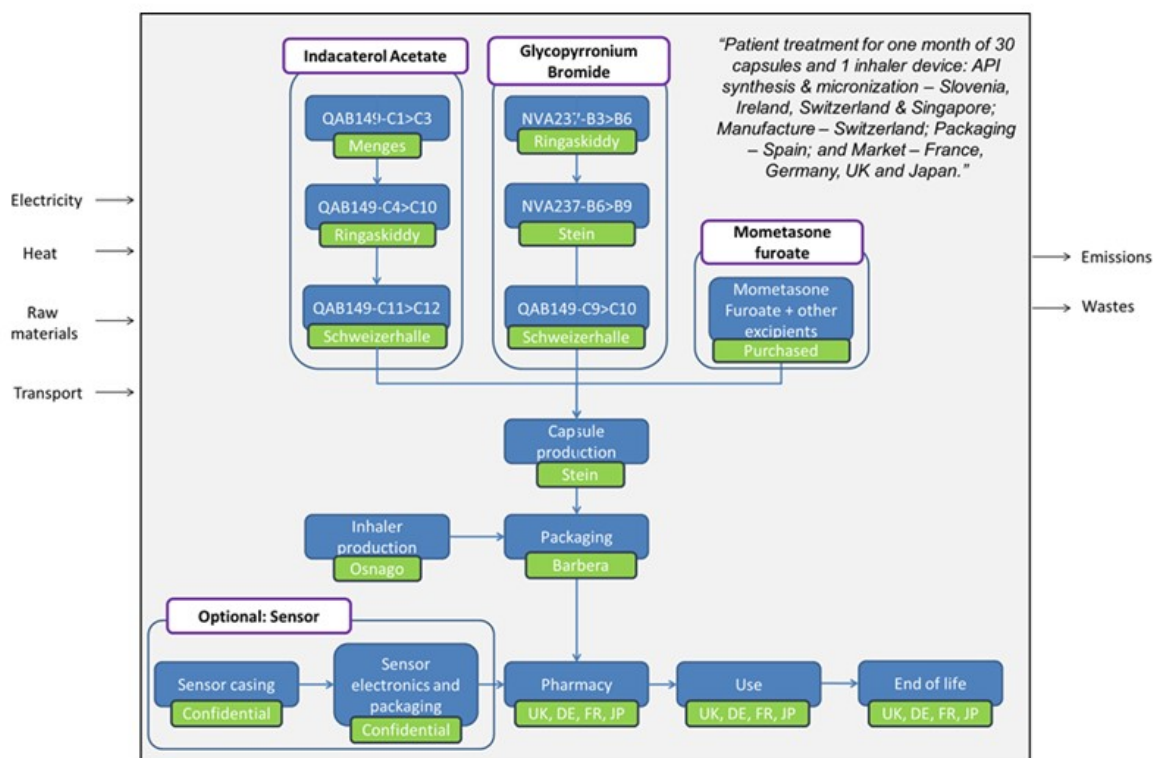 Indacaterol Acetate
QAB149-C1>C3
Menges
QAB149-C4>C10
Ringaskiddy
QAB149-C11>C12
Schweizerhalle
Glycopyrronium
Bromide
NVA237-B3>B6
Ringaskiddy
NVA237-B6>B9
Stein
QAB149-C9>C10
Schweizerhalle
“Patient treatment for one month of 30
capsules and 1 inhaler device: API
synthesis & micronization – Slovenia,
Ireland, Switzerland & Singapore;
Manufacture – Switzerland; Packaging
– Spain; and Market – France,
Germany, UK and Japan.”
Mometasone
furoate
Mometasone
Furoate + other
excipients
Purchased
Electricity
Heat
Raw
materials
Transport
Emissions
Wastes
Capsule
production
Stein
Inhaler
production
Osnago
Packaging
Barbera
Optional: Sensor
Sensor casing
Confidential
Sensor
electronics and
packaging
Confidential
Pharmacy
UK, DE, FR, JP
Use
UK, DE, FR, JP
End of life
UK, DE, FR, JP